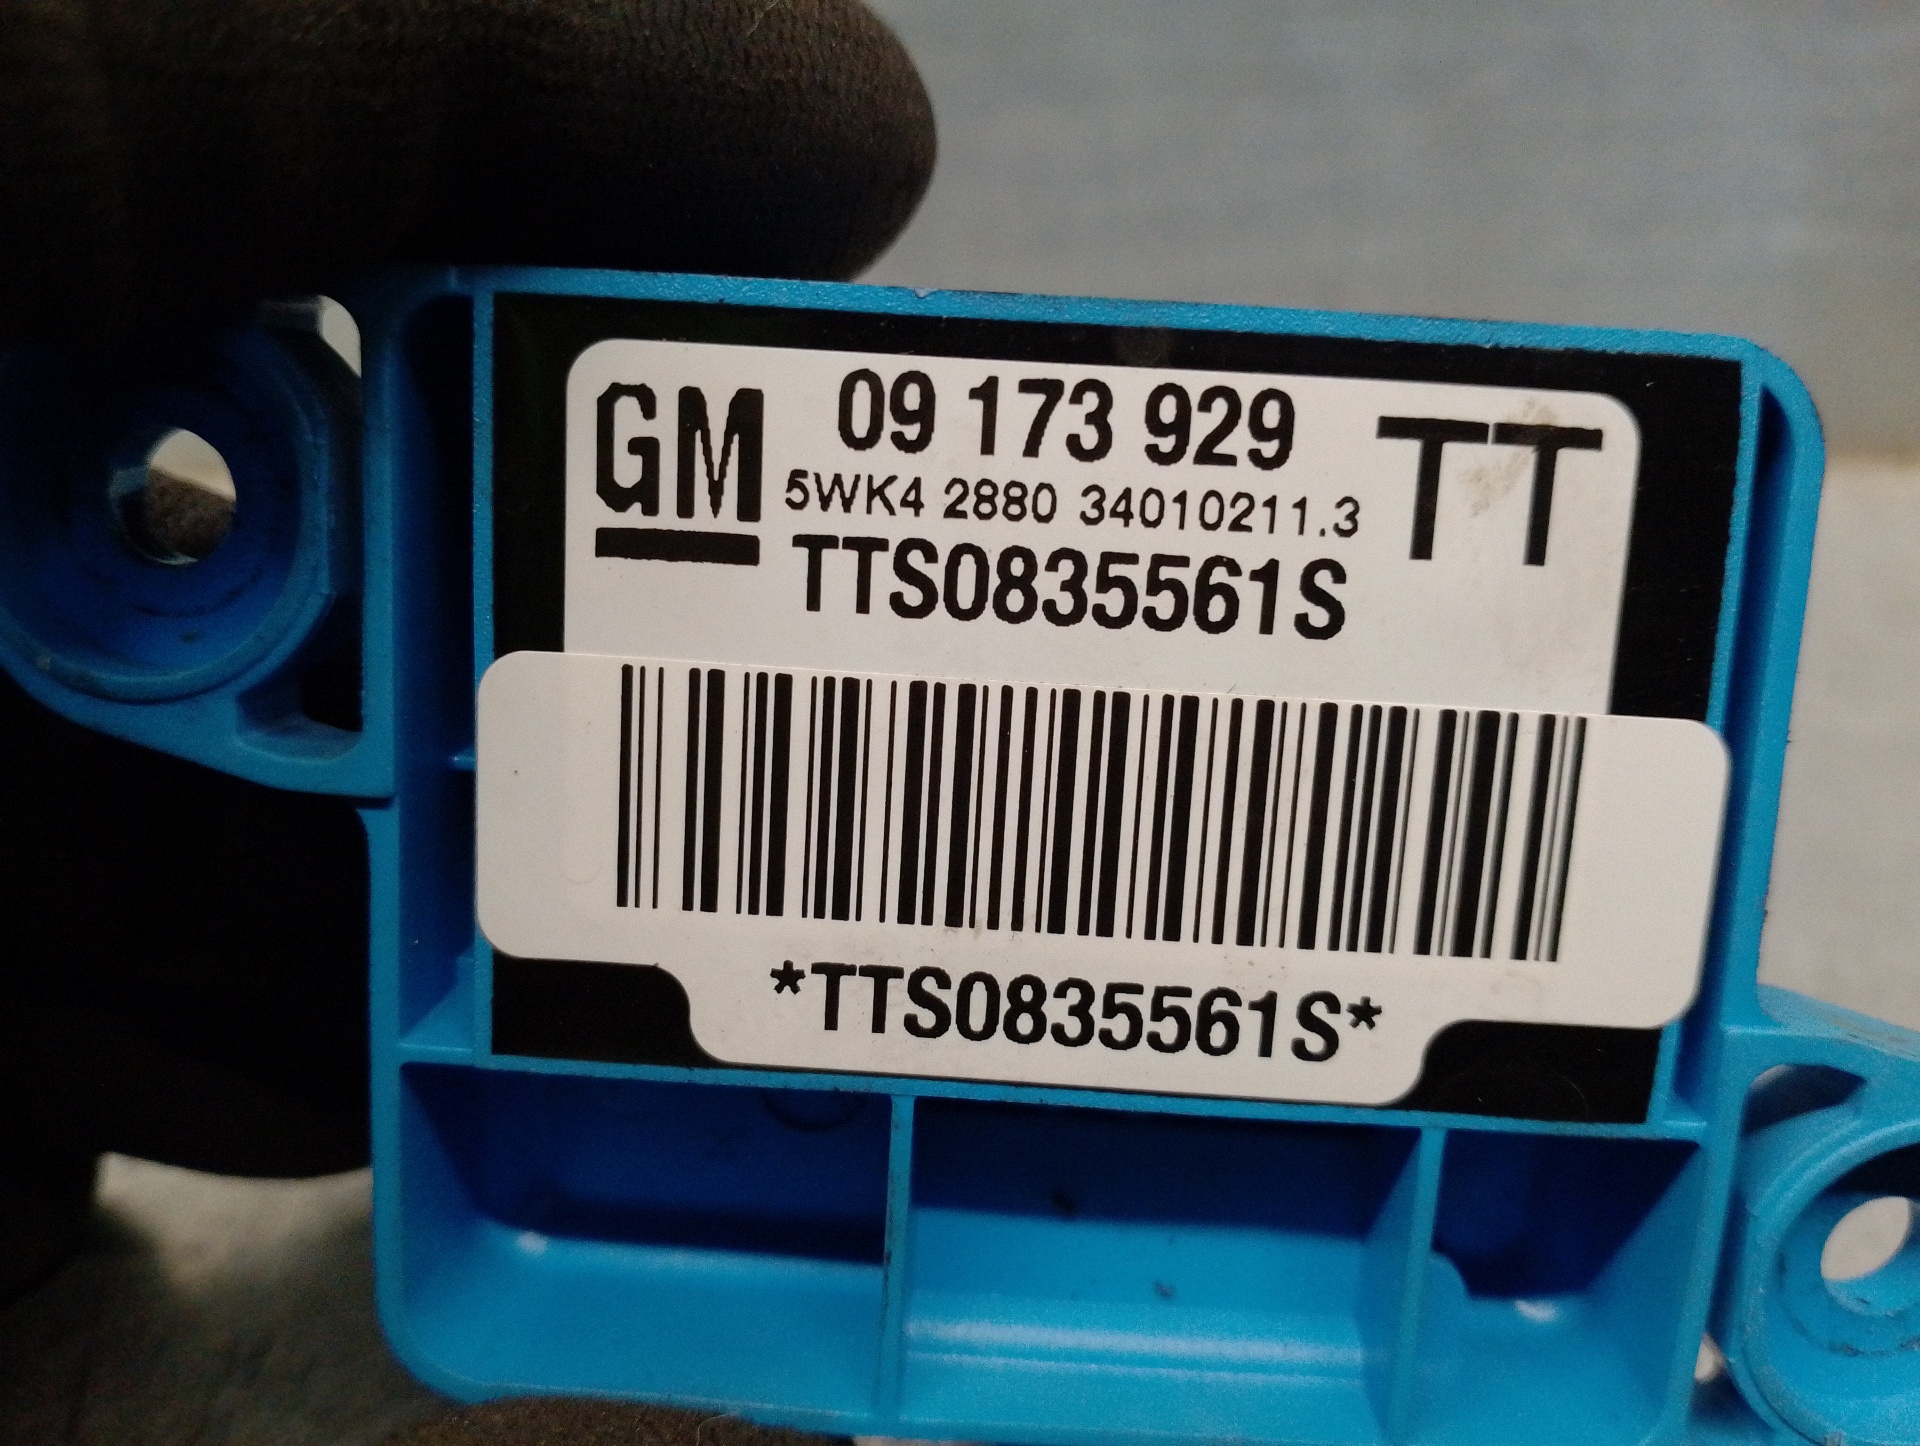 GM
09 173 929
TT
5WK4 2880 34010211.3
TTS0835561S
*TTS0835561S*